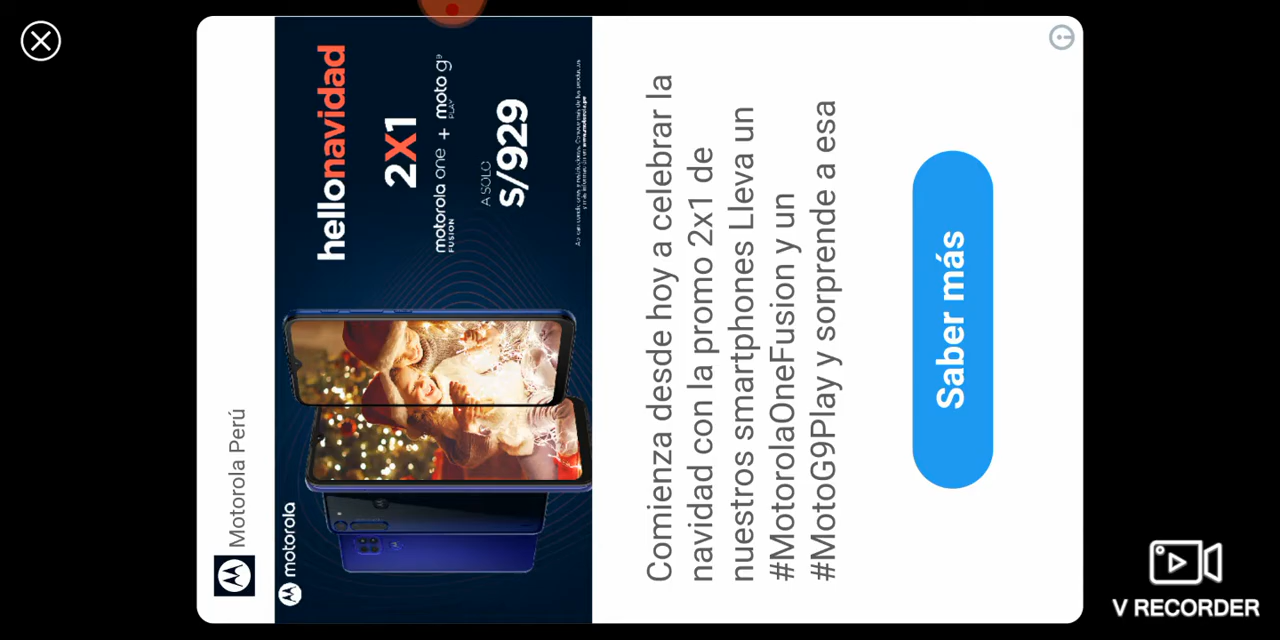 Motorola Perú
motorola
hellonavidad
2X1
motorola one + moto g⁹
FUSION PLAY
A SOLO
s/929
Comienza desde hoy a celebrar la
navidad con la promo 2x1 de
nuestros smartphones Lleva un
#MotorolaOneFusion y un
#MotoG9Play y sorprende a esa
Saber más
V RECORDER